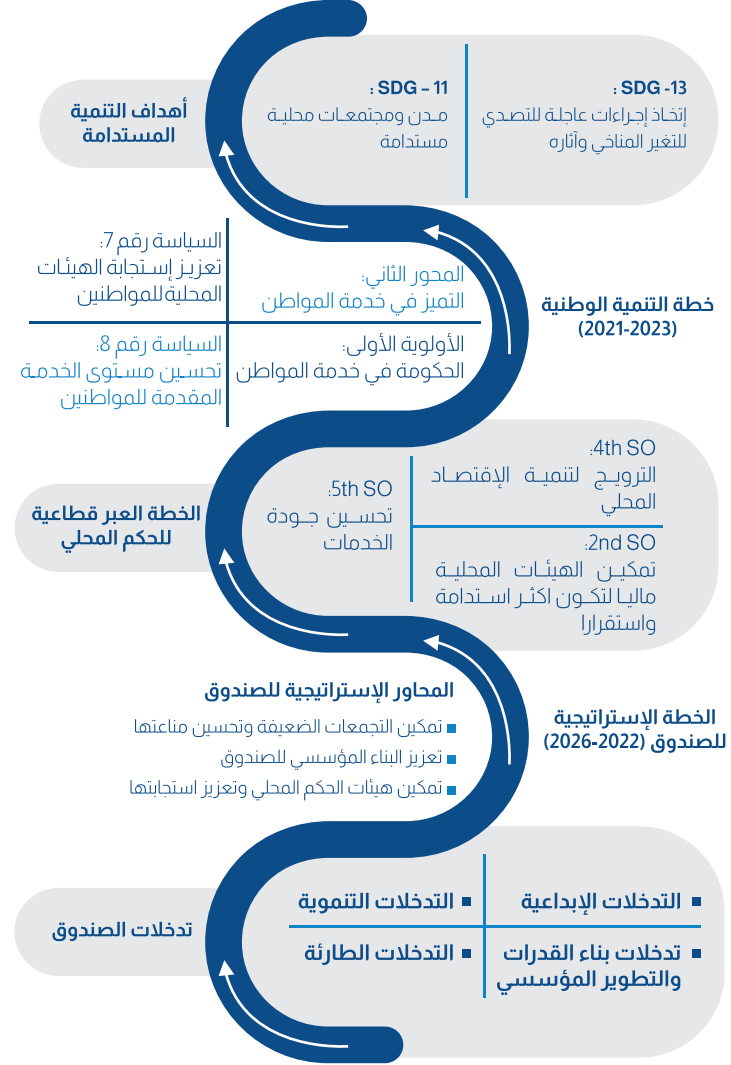 أهداف التنمية
المستدامة
SDG -13 :
إتخاذ إجراءات عاجلة للتصدي
للتغير المناخي وآثاره
SDG – 11 :
مدن ومجتمعات محلية
مستدامة
خطة التنمية الوطنية
(2021-2023)
المحور الثاني:
التميز في خدمة المواطن
السياسة رقم 7:
تعزيز إستجابة الهيئات
المحلية للمواطنين
الأولوية الأولى:
الحكومة في خدمة المواطن
السياسة رقم 8:
تحسين مستوى الخدمة
المقدمة للمواطنين
الخطة العبر قطاعية
للحكم المحلي
4th SO:
الترويج لتنمية الإقتصاد
المحلي
2nd SO:
تمكين الهيئات المحلية
ماليا لتكون اكثر استدامة
واستقرارا
5th SO:
تحسين جودة
الخدمات
الخطة الإستراتيجية
للصندوق (2022-2026)
المحاور الإستراتيجية للصندوق
تمكين التجمعات الضعيفة وتحسين مناعتها
تعزيز البناء المؤسسي للصندوق
تمكين هيئات الحكم المحلي وتعزيز استجابتها
تدخلات الصندوق
التدخلات الإبداعية
التدخلات التنموية
تدخلات بناء القدرات
والتطوير المؤسسي
التدخلات الطارئة